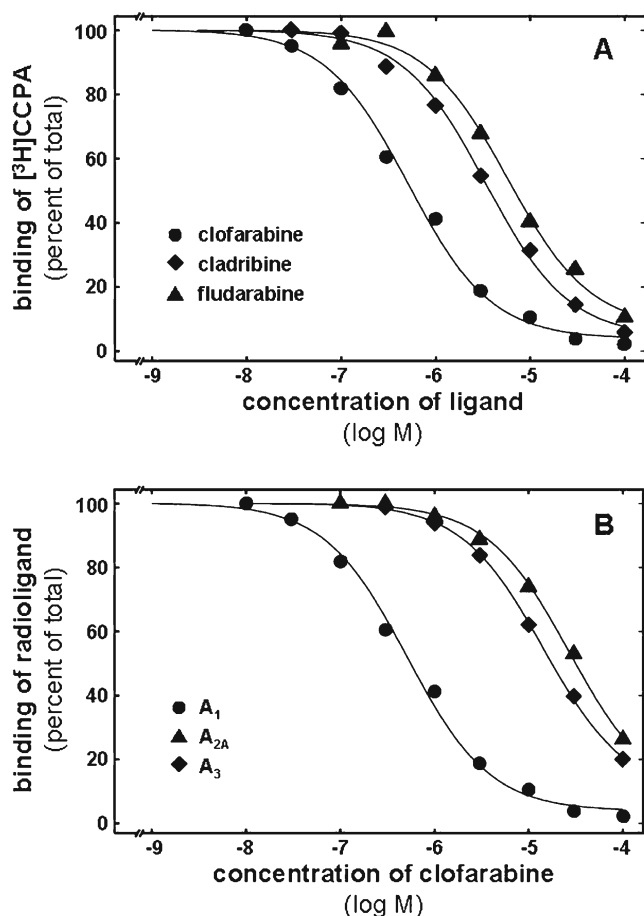 A
binding of [³H]CCPA
(percent of total)
100
80
60
40
20
0
clofarabine
cladribine
fludarabine
-9 -8 -7 -6 -5 -4
concentration of ligand
(log M)
B
binding of radioligand
(percent of total)
100
80
60
40
20
0
A₁
A₂A
A₃
-9 -8 -7 -6 -5 -4
concentration of clofarabine
(log M)